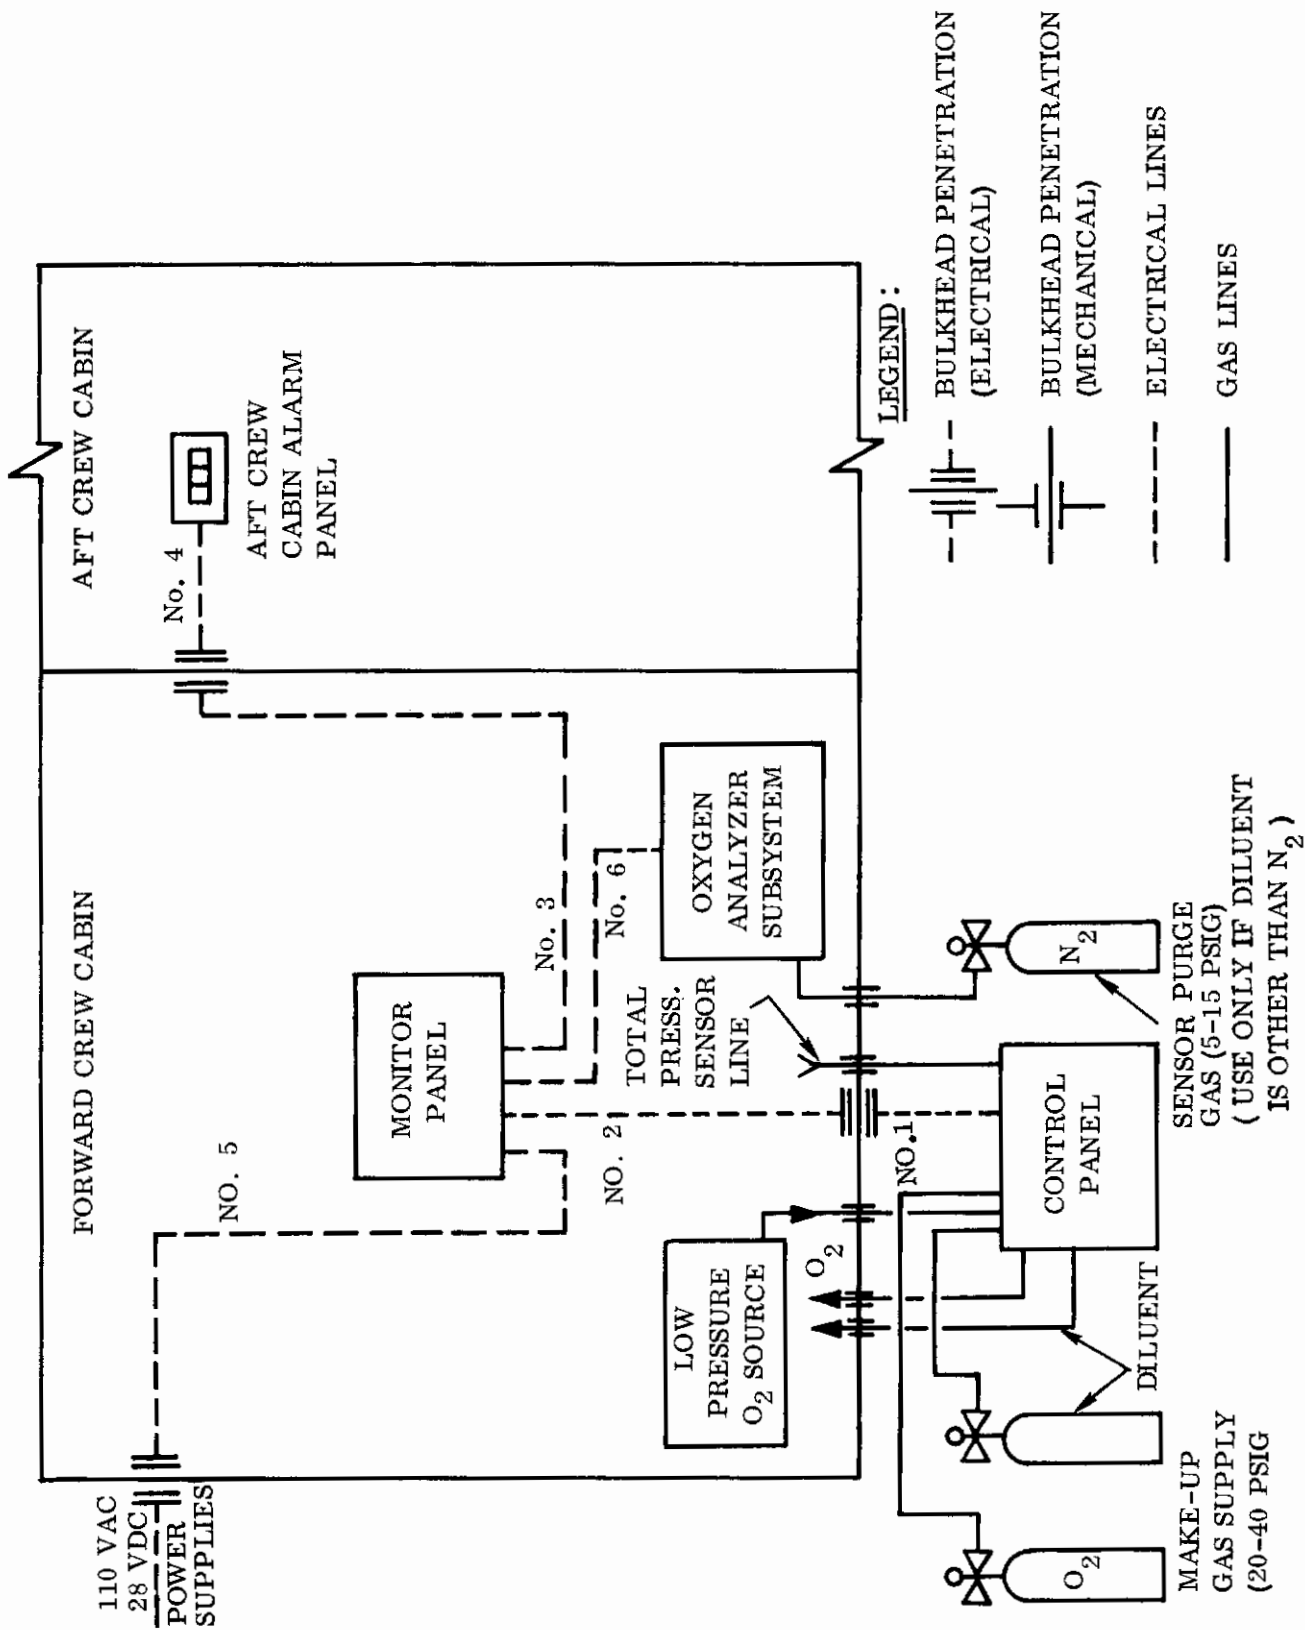 FORWARD CREW CABIN
AFT CREW CABIN
110 VAC
28 VDC
POWER
SUPPLIES
NO. 5
No. 4
AFT CREW
CABIN ALARM
PANEL
MONITOR
PANEL
No. 3
No. 6
NO. 2
TOTAL
PRESS.
SENSOR
LINE
OXYGEN
ANALYZER
SUBSYSTEM
LOW
PRESSURE
O2 SOURCE
O2
NO.1
CONTROL
PANEL
DILUENT
O2
N2
MAKE-UP
GAS SUPPLY
(20-40 PSIG
SENSOR PURGE
GAS (5-15 PSIG)
( USE ONLY IF DILUENT
IS OTHER THAN N2 )
LEGEND:
BULKHEAD PENETRATION
(ELECTRICAL)
BULKHEAD PENETRATION
(MECHANICAL)
ELECTRICAL LINES
GAS LINES